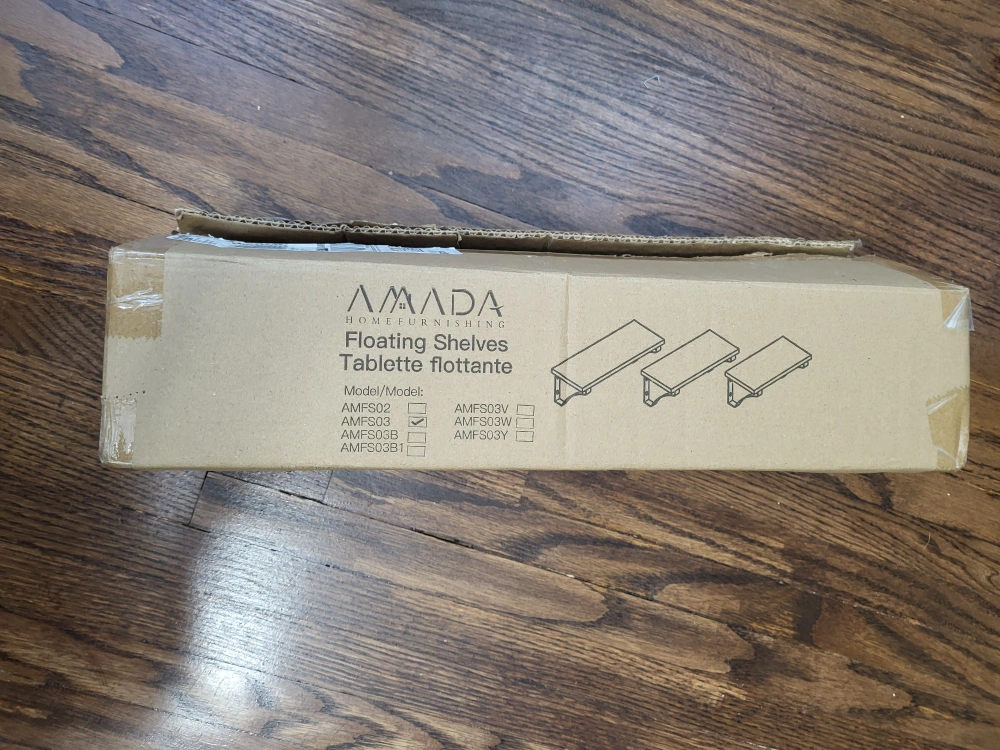 AMADA
HOMEFURNISHING
Floating Shelves
Tablette flottante
Model/Model:
AMFS02
AMFS03
AMFS03B
AMFS03B1
AMFS03V
AMFS03W
AMFS03Y